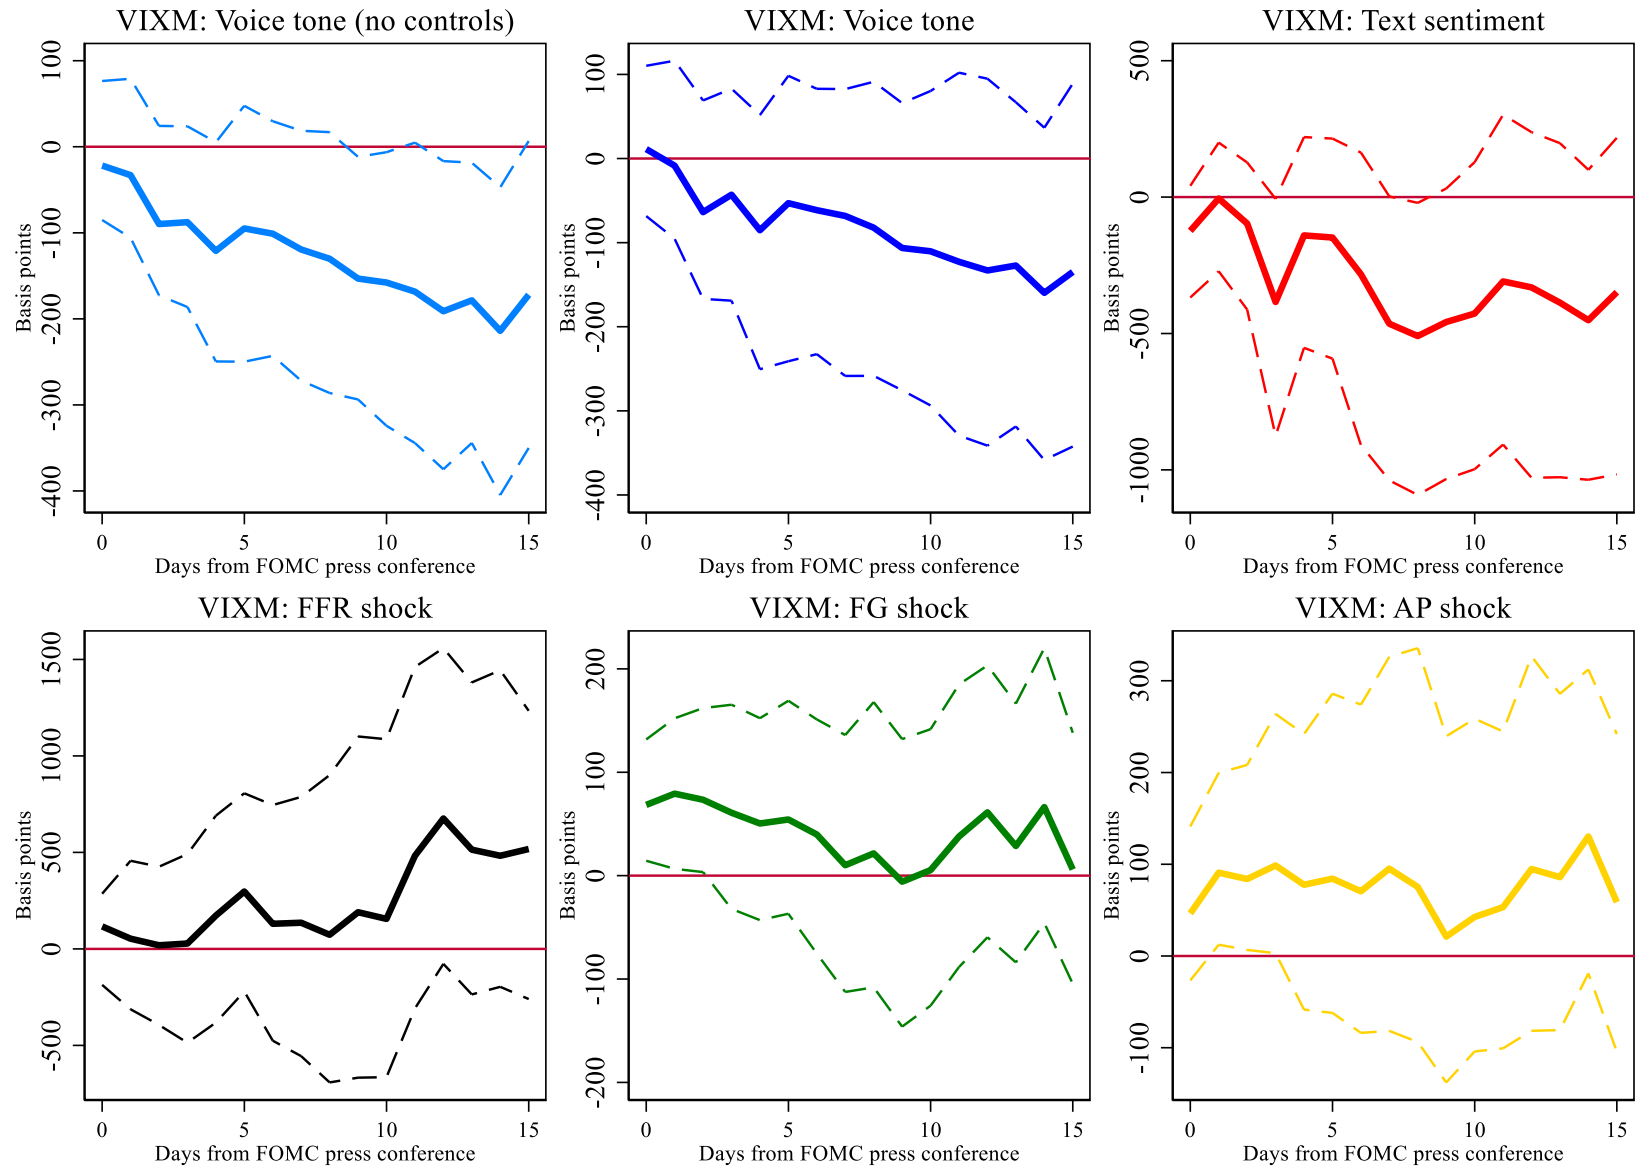 VIXM: Voice tone (no controls)
Basis points
100
0
-100
-200
-300
-400
0 5 10 15
Days from FOMC press conference
VIXM: Voice tone
Basis points
100
0
-100
-200
-300
-400
0 5 10 15
Days from FOMC press conference
VIXM: Text sentiment
Basis points
500
0
-500
-1000
0 5 10 15
Days from FOMC press conference
VIXM: FFR shock
Basis points
1500
1000
500
0
-500
0 5 10 15
Days from FOMC press conference
VIXM: FG shock
Basis points
200
100
0
-100
-200
0 5 10 15
Days from FOMC press conference
VIXM: AP shock
Basis points
300
200
100
0
-100
0 5 10 15
Days from FOMC press conference